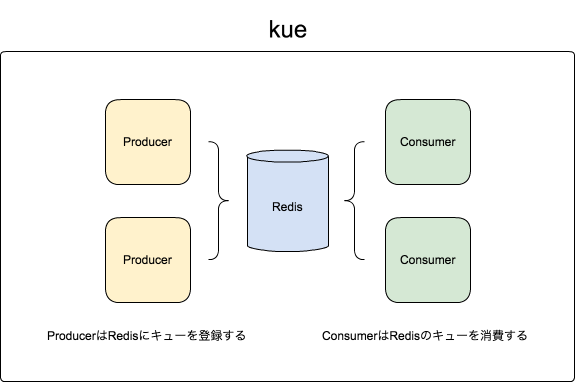 kue
Producer
Consumer
Redis
Producer
Consumer
ProducerはRedisにキューを登録する
ConsumerはRedisのキューを消費する